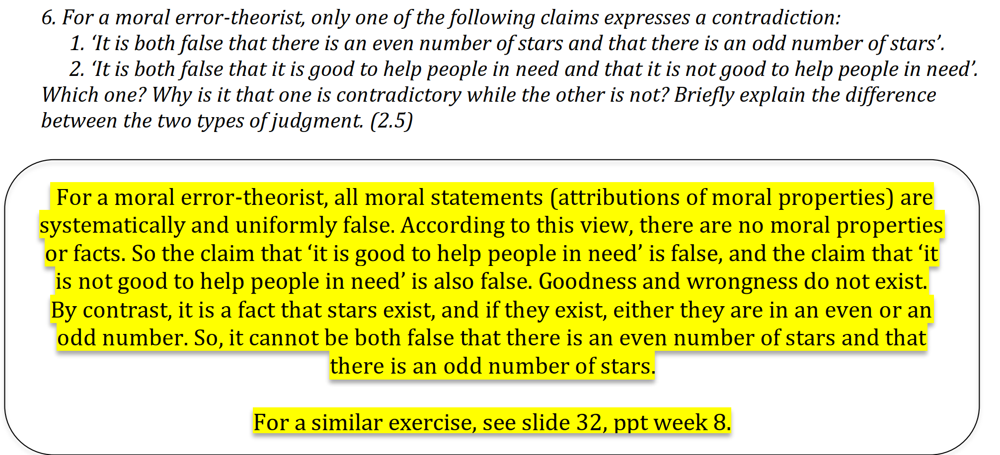 6. For a moral error-theorist, only one of the following claims expresses a contradiction:
1. ‘It is both false that there is an even number of stars and that there is an odd number of stars’.
2. ‘It is both false that it is good to help people in need and that it is not good to help people in need’.
Which one? Why is it that one is contradictory while the other is not? Briefly explain the difference
between the two types of judgment. (2.5)
For a moral error-theorist, all moral statements (attributions of moral properties) are
systematically and uniformly false. According to this view, there are no moral properties
or facts. So the claim that ‘it is good to help people in need’ is false, and the claim that ‘it
is not good to help people in need’ is also false. Goodness and wrongness do not exist.
By contrast, it is a fact that stars exist, and if they exist, either they are in an even or an
odd number. So, it cannot be both false that there is an even number of stars and that
there is an odd number of stars.
For a similar exercise, see slide 32, ppt week 8.